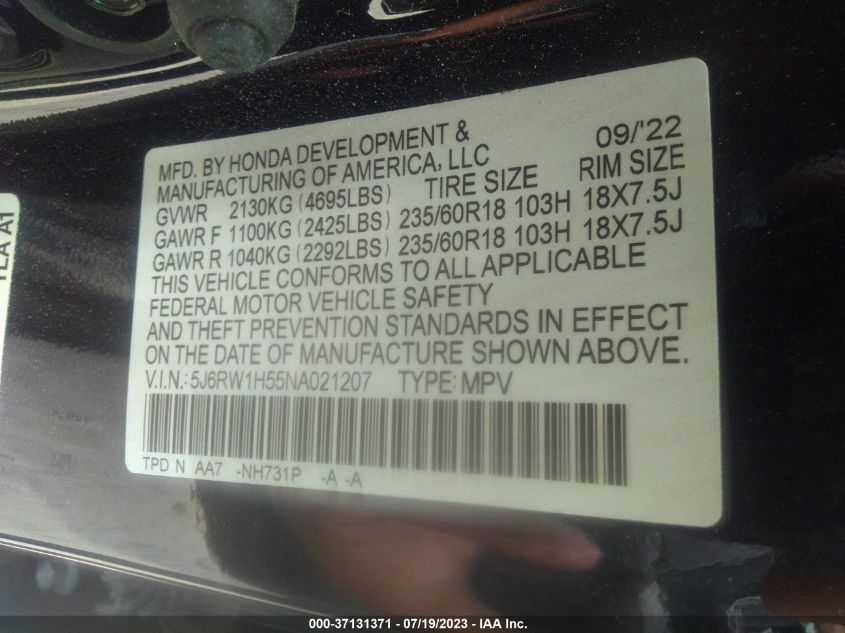 MFD. BY HONDA DEVELOPMENT & 09/'22
MANUFACTURING OF AMERICA, LLC RIM SIZE
GVWR 2130KG (4695LBS) TIRE SIZE
GAWR F 1100KG (2425LBS) 235/60R18 103H 18X7.5J
GAWR R 1040KG (2292LBS) 235/60R18 103H 18X7.5J
THIS VEHICLE CONFORMS TO ALL APPLICABLE
FEDERAL MOTOR VEHICLE SAFETY
AND THEFT PREVENTION STANDARDS IN EFFECT
ON THE DATE OF MANUFACTURE SHOWN ABOVE.
V.I.N.: 5J6RW1H55NA021207 TYPE: MPV
TPD N AA7 -NH731P -A -A
TLA A1
000-37131371 - 07/19/2023 - IAA Inc.